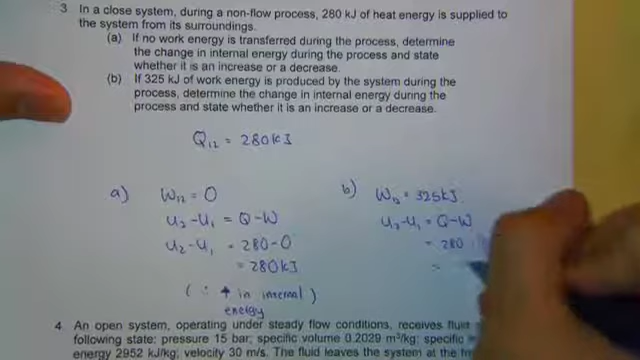 3 In a close system, during a non-flow process, 280 kJ of heat energy is supplied to
the system from its surroundings.
(a) If no work energy is transferred during the process, determine
the change in internal energy during the process and state
whether it is an increase or a decrease.
(b) If 325 kJ of work energy is produced by the system during the
process, determine the change in internal energy during the
process and state whether it is an increase or a decrease.
Q₁₂ = 280kJ
a) W₁₂ = 0
U₂-U₁ = Q-W
U₂-U₁ = 280-0
= 280kJ
(∴ ↑ in internal)
energy
b) W₁₂ = 325kJ
U₂-U₁ = Q-W
= 280
=
4 An open system, operating under steady flow conditions, receives fluid
following state: pressure 15 bar; specific volume 0.2029 m³/kg; specific
energy 2952 kJ/kg; velocity 30 m/s. The fluid leaves the system at the